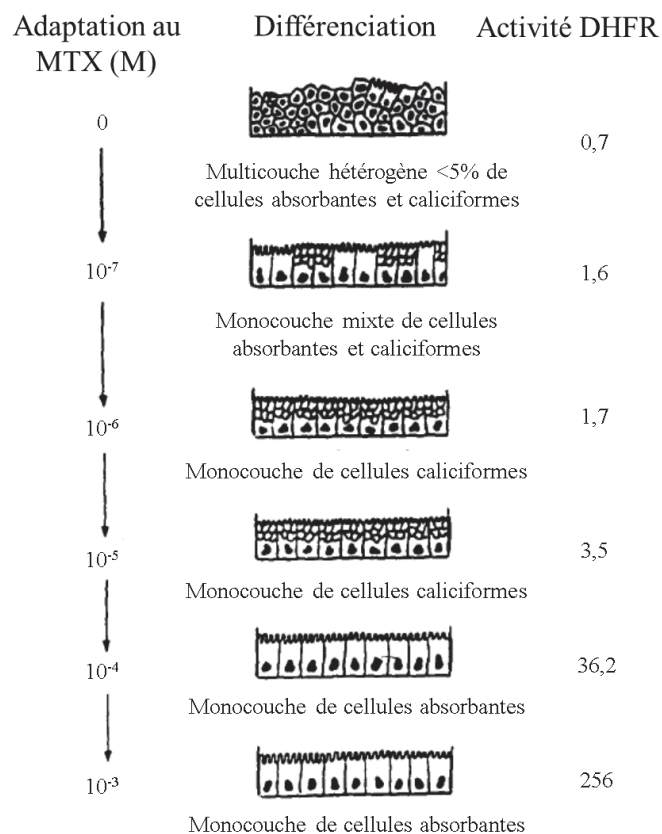 Adaptation au MTX (M)
Différenciation
Activité DHFR
0
0,7
Multicouche hétérogène <5% de
cellules absorbantes et caliciformes
10⁻⁷
1,6
Monocouche mixte de cellules
absorbantes et caliciformes
10⁻⁶
1,7
Monocouche de cellules caliciformes
10⁻⁵
3,5
Monocouche de cellules caliciformes
10⁻⁴
36,2
Monocouche de cellules absorbantes
10⁻³
256
Monocouche de cellules absorbantes